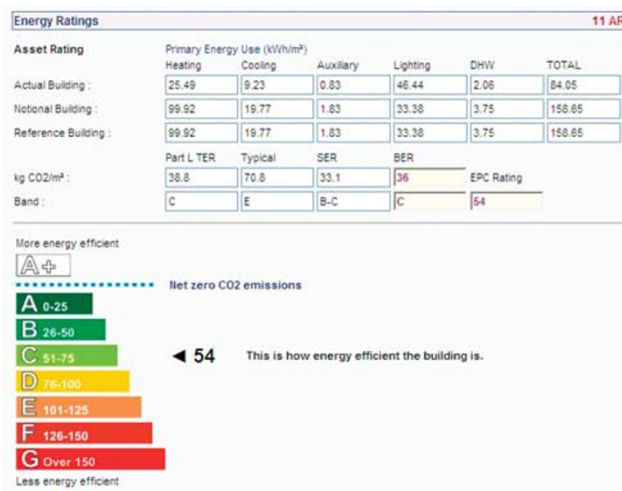 Energy Ratings 11 AR
Asset Rating Primary Energy Use (kWh/m²)
Heating Cooling Auxiliary Lighting DHW TOTAL
Actual Building : 25.49 9.23 0.83 46.44 2.06 84.05
Notional Building : 99.92 19.77 1.83 33.38 3.75 158.65
Reference Building : 99.92 19.77 1.83 33.38 3.75 158.65
Part L TER Typical SER BER
kg CO2/m² : 38.8 70.8 33.1 36 EPC Rating
Band : C E B-C C 54
More energy efficient
A+
Net zero CO2 emissions
A 0-25
B 26-50
C 51-75 ◄ 54 This is how energy efficient the building is.
D 76-100
E 101-125
F 126-150
G Over 150
Less energy efficient